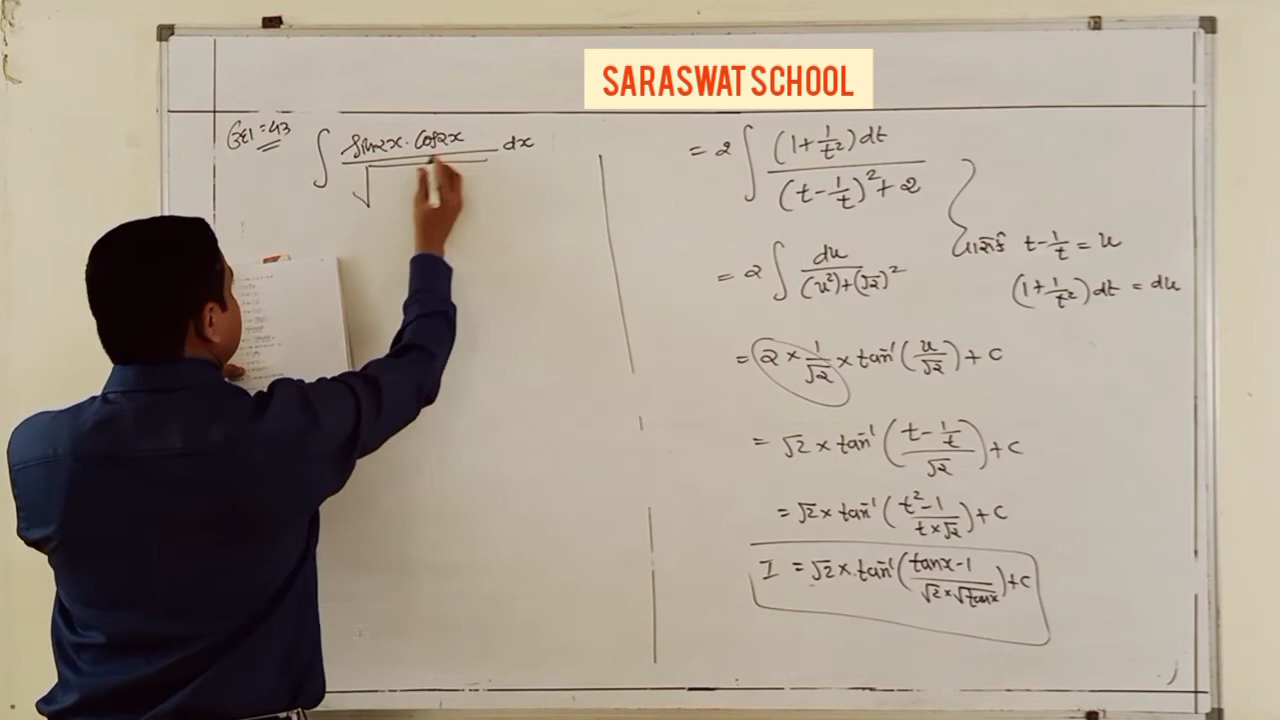 SARASWAT SCHOOL
= 43
∫ sin2x · cos2x / √ dx
= 2 ∫ (1 + 1/t²) dt / (t - 1/t)² + 2
t - 1/t = u
= 2 ∫ du / (u²) + (√2)²
(1 + 1/t²) dt = du
= 2 × 1/√2 × tan⁻¹ (u/√2) + c
= √2 × tan⁻¹ ((t - 1/t)/√2) + c
= √2 × tan⁻¹ ((t² - 1)/(t × √2)) + c
I = √2 × tan⁻¹ ((tanx - 1)/(√2 × √tanx)) + c